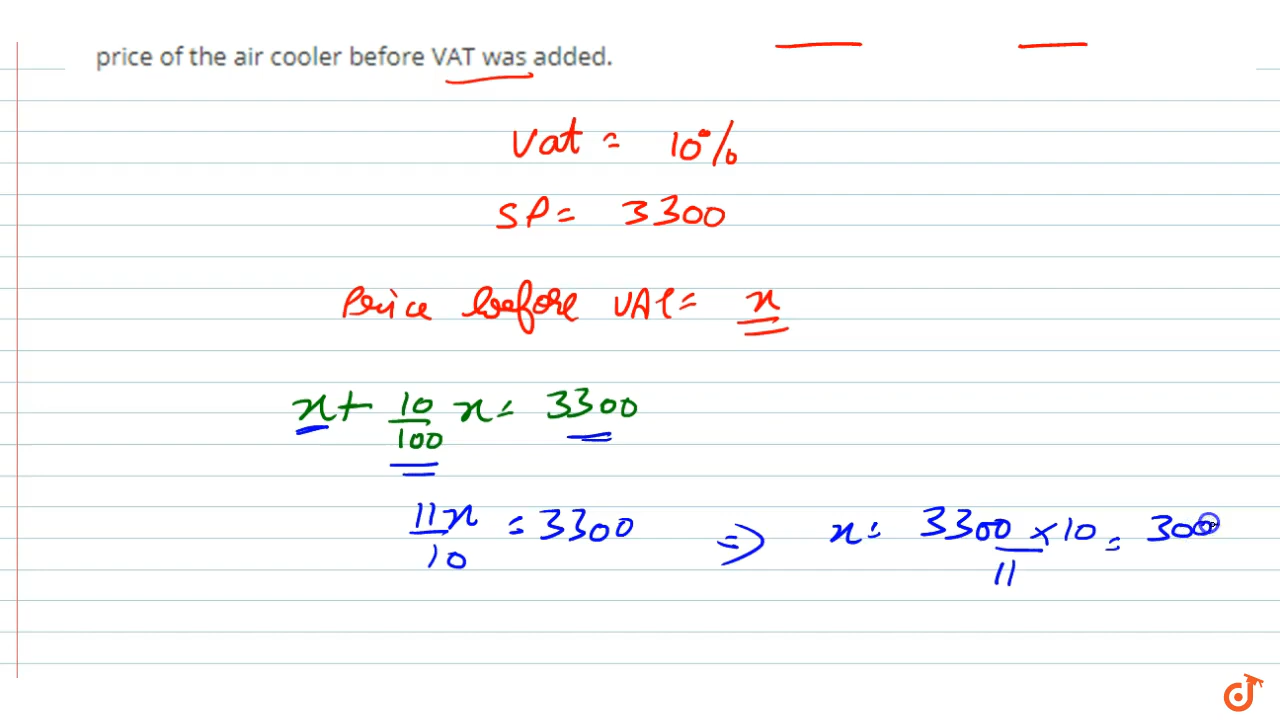 price of the air cooler before VAT was added.
Vat = 10%
SP = 3300
Price before VAT = x
x + 10/100 x = 3300
11x/10 = 3300 ⇒ x = 3300 × 10/11 = 3000